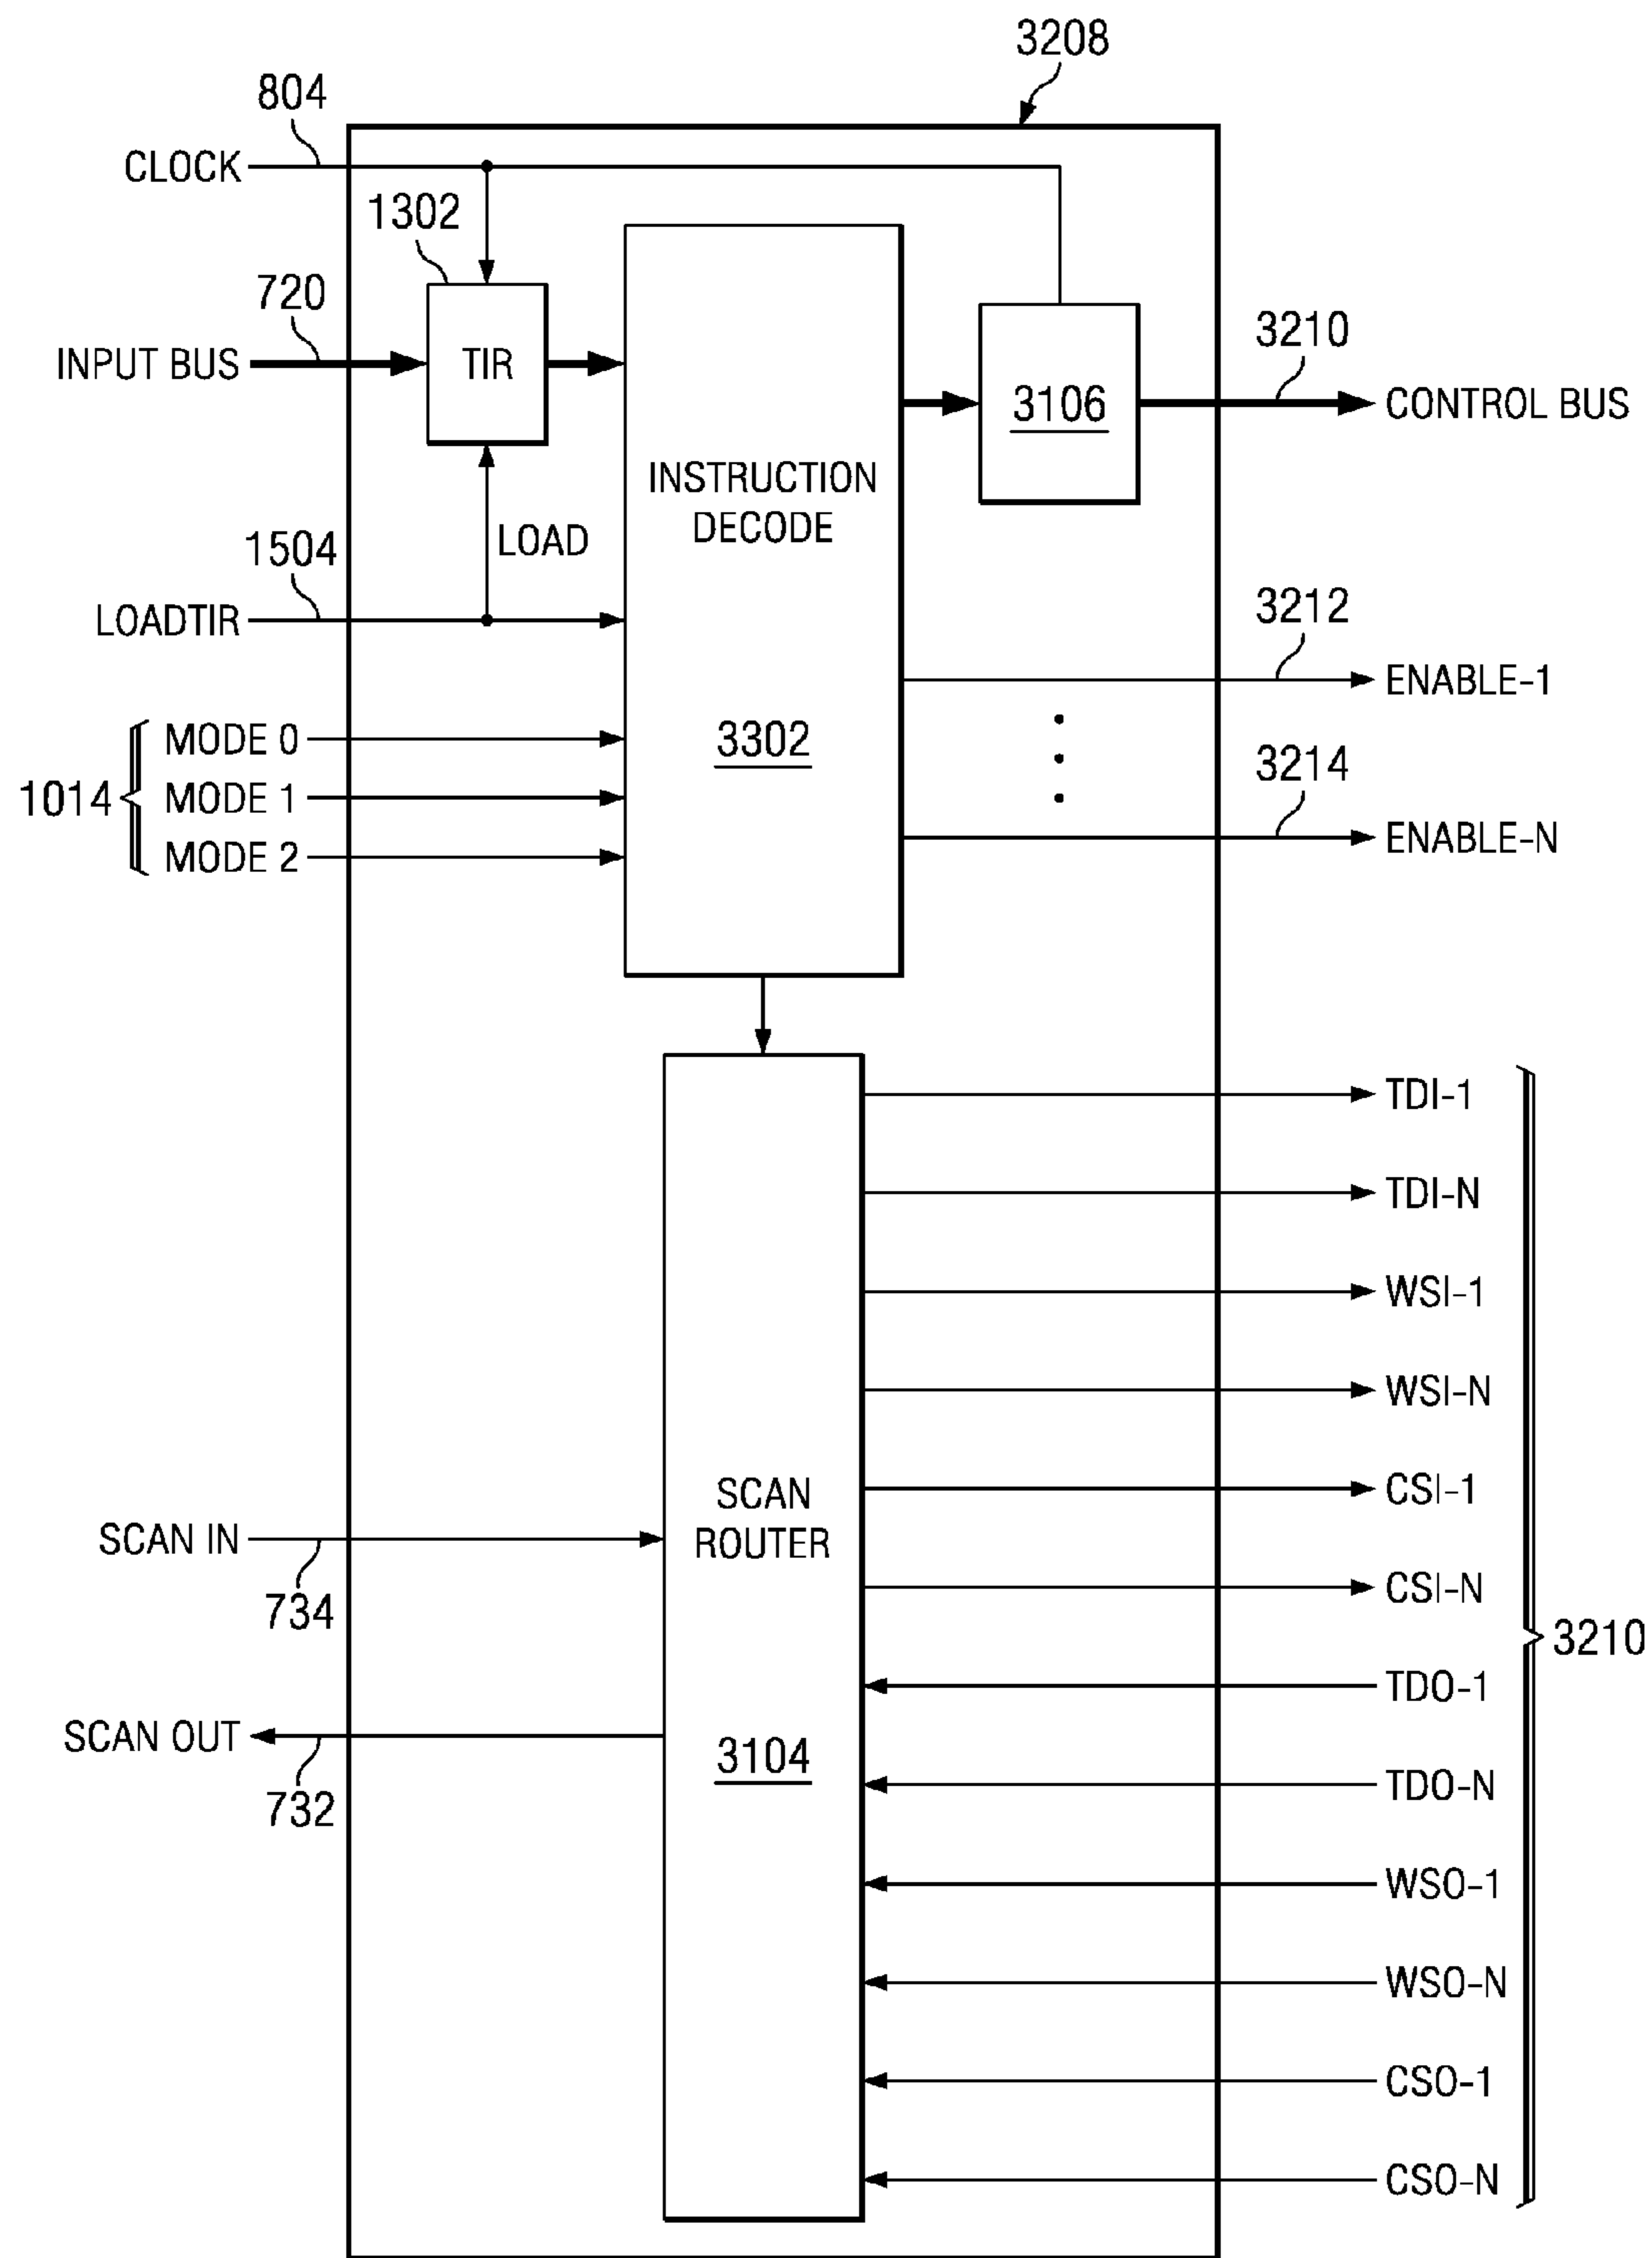 3208
804
CLOCK
1302
720
INPUT BUS
TIR
3210
3106
CONTROL BUS
INSTRUCTION
DECODE
1504
LOAD
LOADTIR
3212
ENABLE-1
MODE 0
3302
1014
MODE 1
3214
MODE 2
ENABLE-N
TDI-1
TDI-N
WSI-1
WSI-N
CSI-1
SCAN
ROUTER
SCAN IN
734
CSI-N
3210
TDO-1
SCAN OUT
3104
732
TDO-N
WSO-1
WSO-N
CSO-1
CSO-N